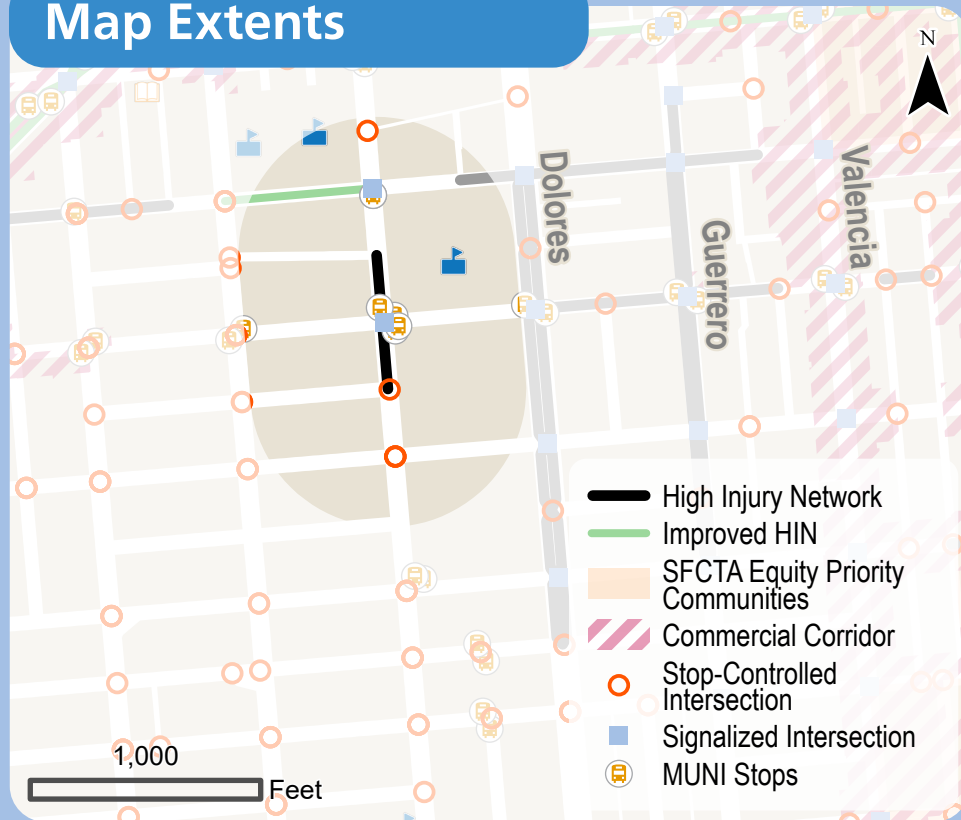 Map Extents
N
Dolores
Guerrero
Valencia
High Injury Network
Improved HIN
SFCTA Equity Priority
Communities
Commercial Corridor
Stop-Controlled
Intersection
Signalized Intersection
MUNI Stops
1,000
Feet